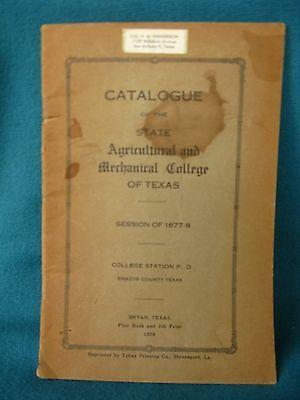 CATALOGUE
OF THE
STATE
Agricultural and
Mechanical College
OF TEXAS
SESSION OF 1877-8
COLLEGE STATION P. O
BRAZOS COUNTY TEXAS
BRYAN, TEXAS
Pilot Book and Job Print
1878
Reprinted by Tolar Printing Co., Shreveport, La.